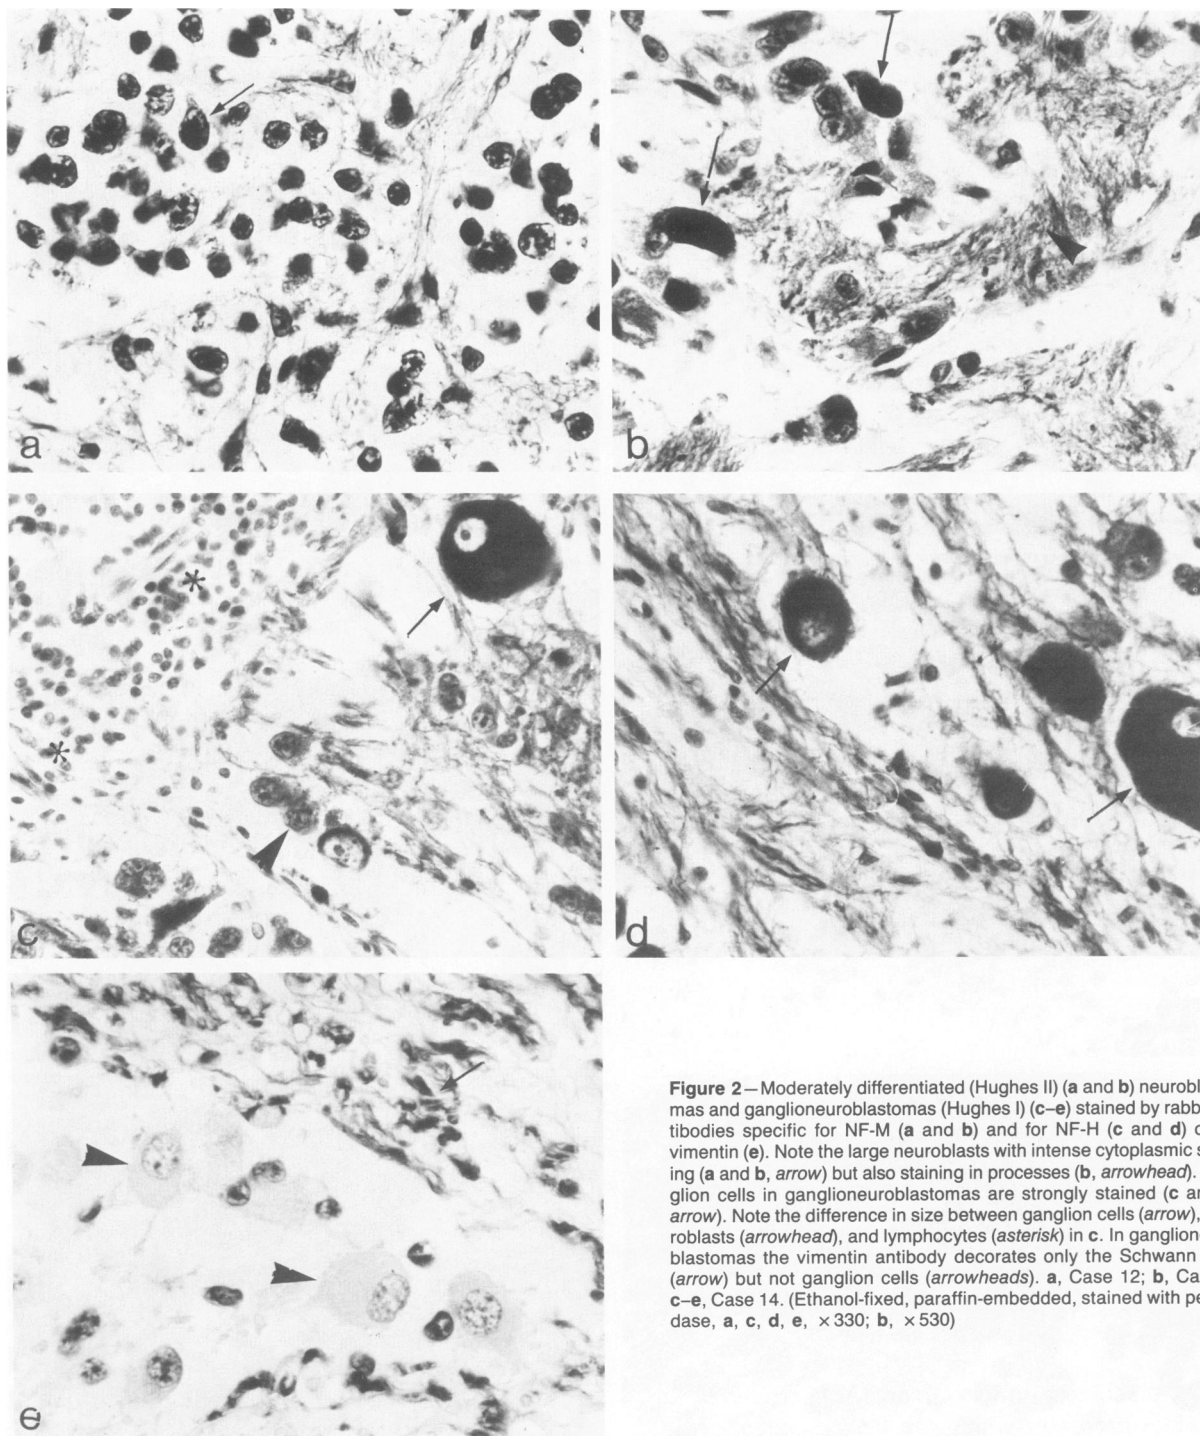 a
b
c
d
e
Figure 2—Moderately differentiated (Hughes II) (a and b) neurobl
mas and ganglioneuroblastomas (Hughes I) (c–e) stained by rabb
tibodies specific for NF-M (a and b) and for NF-H (c and d) o
vimentin (e). Note the large neuroblasts with intense cytoplasmic s
ing (a and b, arrow) but also staining in processes (b, arrowhead).
glion cells in ganglioneuroblastomas are strongly stained (c an
arrow). Note the difference in size between ganglion cells (arrow),
roblasts (arrowhead), and lymphocytes (asterisk) in c. In ganglion
blastomas the vimentin antibody decorates only the Schwann
(arrow) but not ganglion cells (arrowheads). a, Case 12; b, Ca
c–e, Case 14. (Ethanol-fixed, paraffin-embedded, stained with pe
dase, a, c, d, e, ×330; b, ×530)